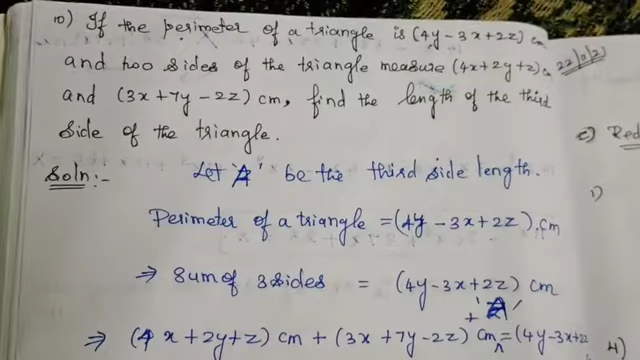 10) If the perimeter of a triangle is (4y-3x+2z) cm
and two sides of the triangle measure (4x+2y+z) cm
and (3x+7y-2z) cm, find the length of the third
side of the triangle.
Soln:- Let 'A' be the third side length.
Perimeter of a triangle = (4y-3x+2z).cm
⇒ Sum of 3 sides = (4y-3x+2z) cm
+ 'A'
⇒ (4x+2y+z) cm + (3x+7y-2z) cm = (4y-3x+2z
c) Red
1)
4)